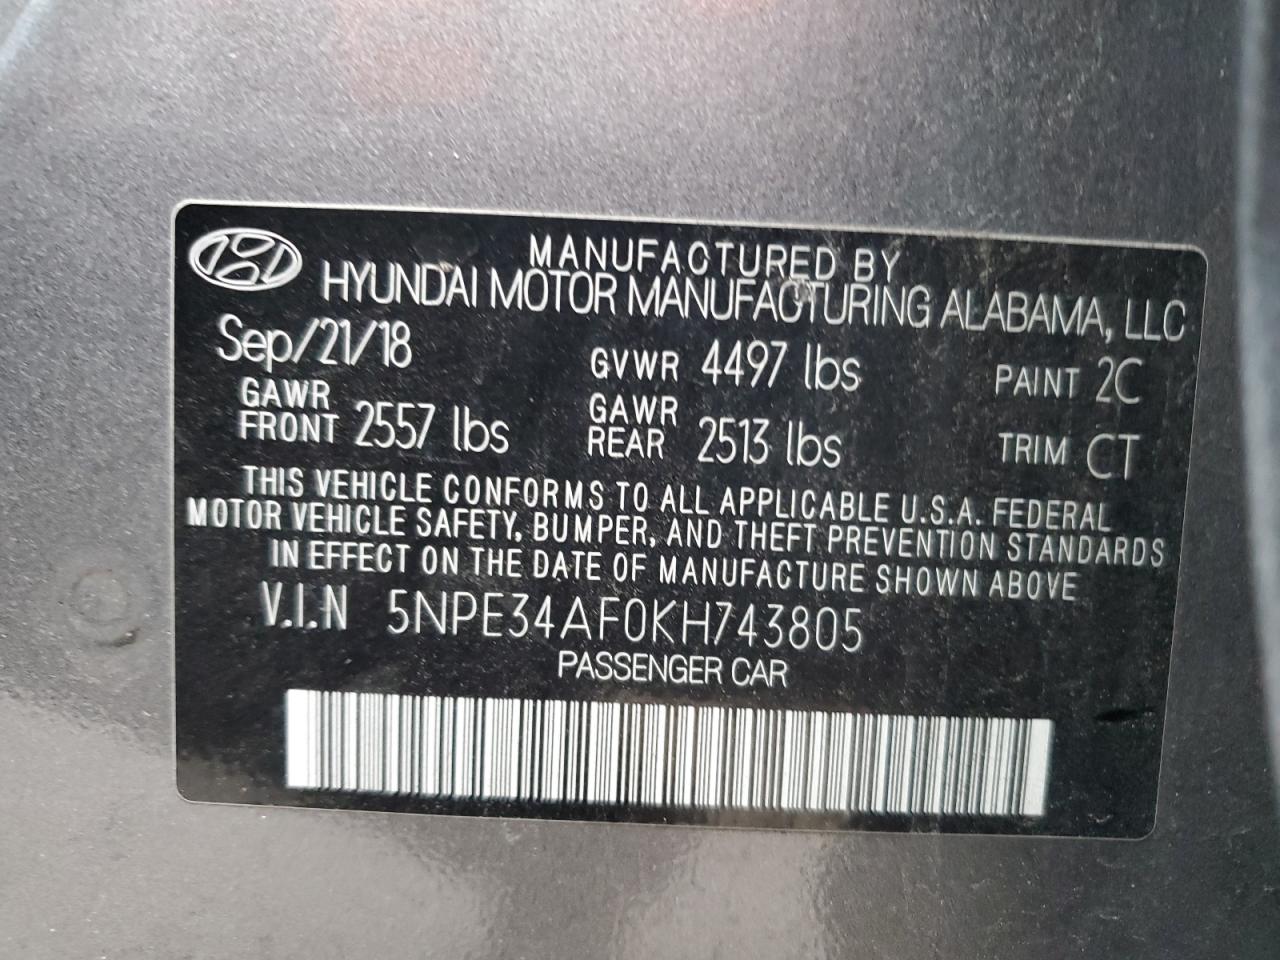 MANUFACTURED BY
HYUNDAI MOTOR MANUFACTURING ALABAMA, LLC
Sep/21/18 GVWR 4497 lbs PAINT 2C
GAWR FRONT 2557 lbs GAWR REAR 2513 lbs TRIM CT
THIS VEHICLE CONFORMS TO ALL APPLICABLE U.S.A. FEDERAL
MOTOR VEHICLE SAFETY, BUMPER, AND THEFT PREVENTION STANDARDS
IN EFFECT ON THE DATE OF MANUFACTURE SHOWN ABOVE
V.I.N 5NPE34AF0KH743805
PASSENGER CAR